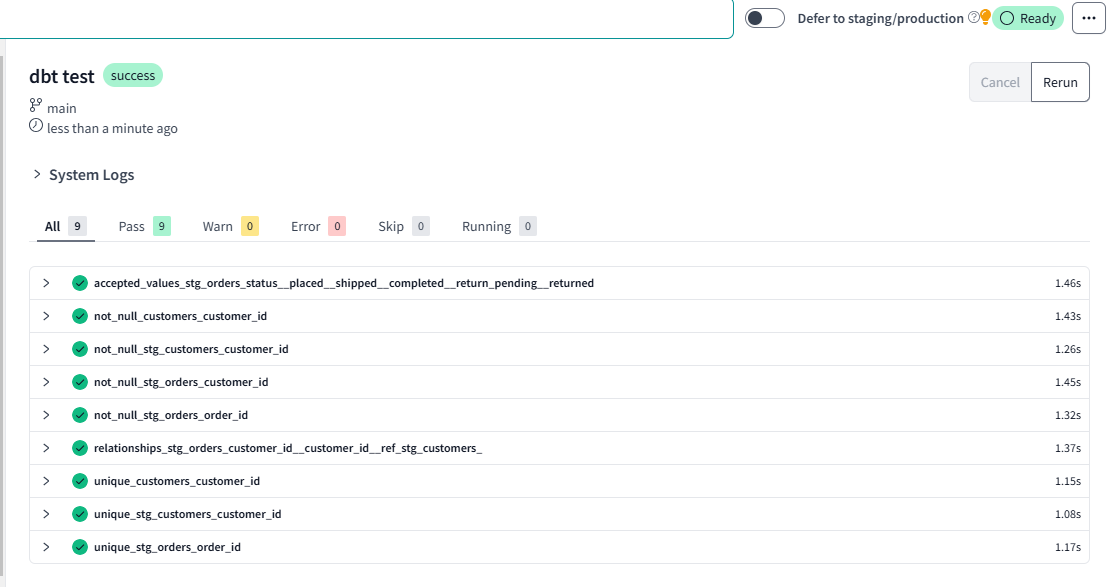 Defer to staging/production Ready
dbt test success
Cancel Rerun
main
less than a minute ago
System Logs
All 9 Pass 9 Warn 0 Error 0 Skip 0 Running 0
accepted_values_stg_orders_status__placed__shipped__completed__return_pending__returned 1.46s
not_null_customers_customer_id 1.43s
not_null_stg_customers_customer_id 1.26s
not_null_stg_orders_customer_id 1.45s
not_null_stg_orders_order_id 1.32s
relationships_stg_orders_customer_id__customer_id__ref_stg_customers_ 1.37s
unique_customers_customer_id 1.15s
unique_stg_customers_customer_id 1.08s
unique_stg_orders_order_id 1.17s